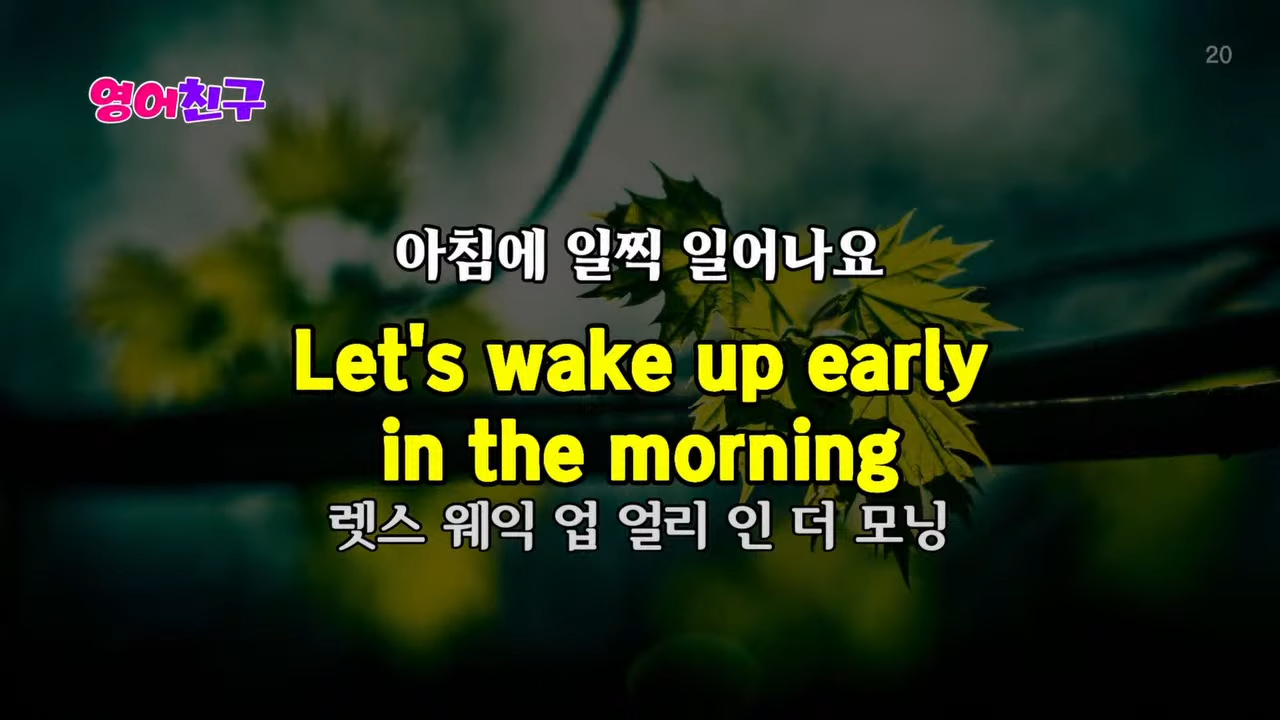 20
영어친구
아침에 일찍 일어나요
Let's wake up early
in the morning
렛스 웨익 업 얼리 인 더 모닝